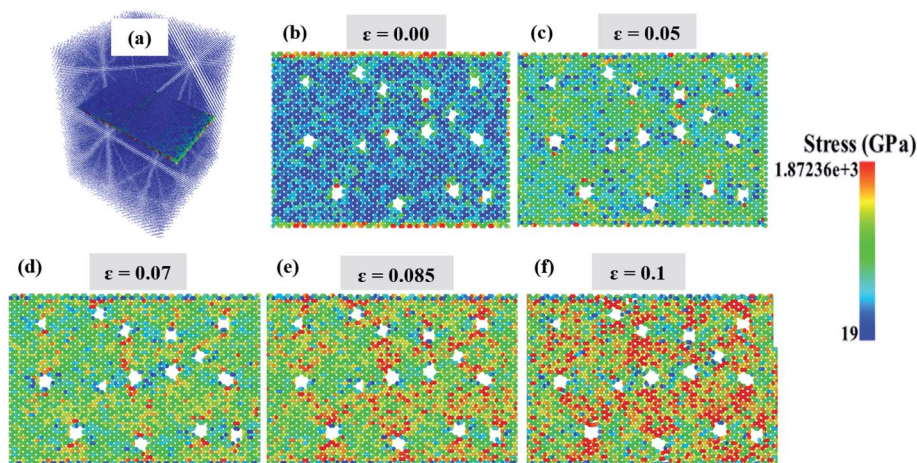 (a)
(b)
ε = 0.00
(c)
ε = 0.05
Stress (GPa)
1.87236e+3
19
(d)
ε = 0.07
(e)
ε = 0.085
(f)
ε = 0.1